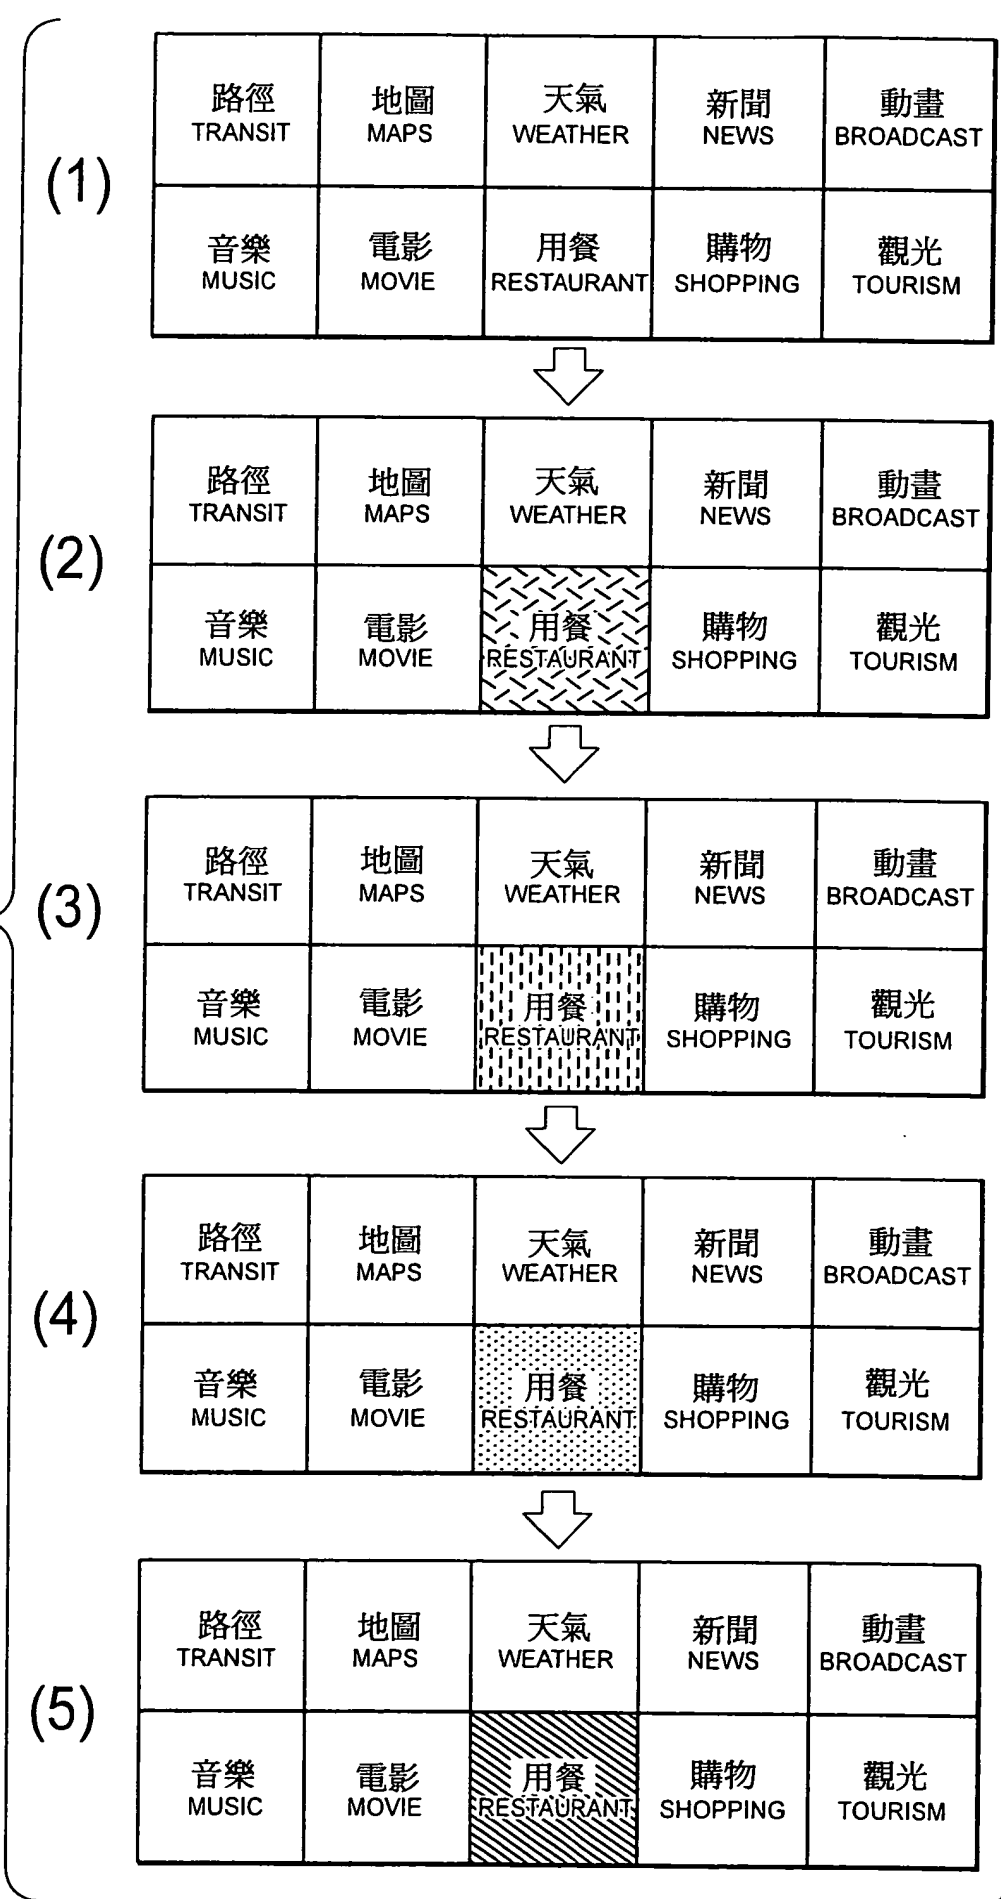 (1)
路徑 地圖 天氣 新聞 動畫
TRANSIT MAPS WEATHER NEWS BROADCAST
音樂 電影 用餐 購物 觀光
MUSIC MOVIE RESTAURANT SHOPPING TOURISM
(2)
路徑 地圖 天氣 新聞 動畫
TRANSIT MAPS WEATHER NEWS BROADCAST
音樂 電影 用餐 購物 觀光
MUSIC MOVIE RESTAURANT SHOPPING TOURISM
(3)
路徑 地圖 天氣 新聞 動畫
TRANSIT MAPS WEATHER NEWS BROADCAST
音樂 電影 用餐 購物 觀光
MUSIC MOVIE RESTAURANT SHOPPING TOURISM
(4)
路徑 地圖 天氣 新聞 動畫
TRANSIT MAPS WEATHER NEWS BROADCAST
音樂 電影 用餐 購物 觀光
MUSIC MOVIE RESTAURANT SHOPPING TOURISM
(5)
路徑 地圖 天氣 新聞 動畫
TRANSIT MAPS WEATHER NEWS BROADCAST
音樂 電影 用餐 購物 觀光
MUSIC MOVIE RESTAURANT SHOPPING TOURISM